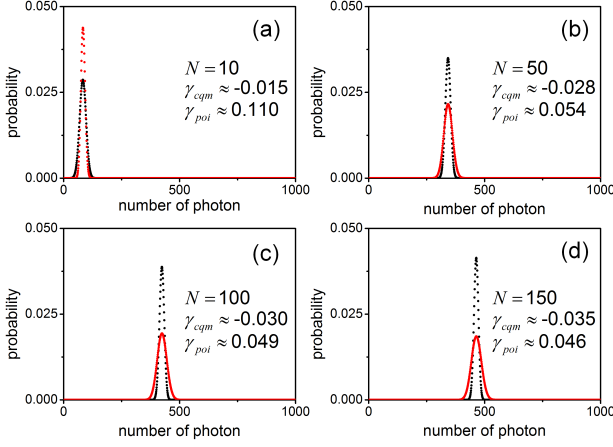 0.050
(a)
N = 10
γcqm ≈ -0.015
γpoi ≈ 0.110
0.025
0.000
probability
0 500 1000
number of photon
0.050
(b)
N = 50
γcqm ≈ -0.028
γpoi ≈ 0.054
0.025
0.000
probability
0 500 1000
number of photon
0.050
(c)
N = 100
γcqm ≈ -0.030
γpoi ≈ 0.049
0.025
0.000
probability
0 500 1000
number of photon
0.050
(d)
N = 150
γcqm ≈ -0.035
γpoi ≈ 0.046
0.025
0.000
probability
0 500 1000
number of photon